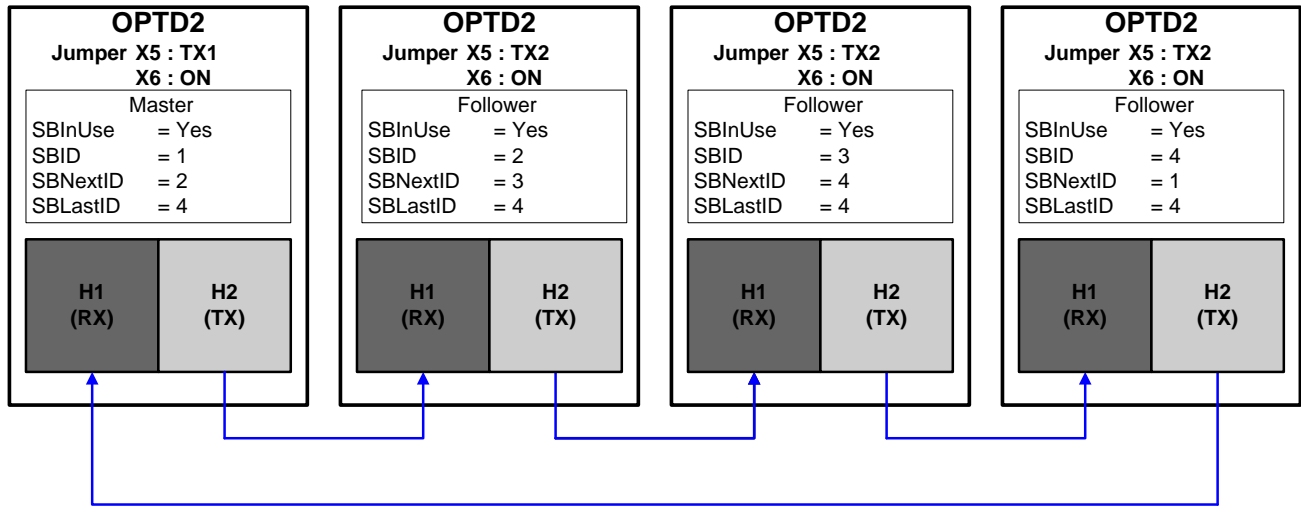 OPTD2
Jumper X5 : TX1
X6 : ON
Master
SBInUse = Yes
SBID = 1
SBNextID = 2
SBLastID = 4
H1
(RX)
H2
(TX)
OPTD2
Jumper X5 : TX2
X6 : ON
Follower
SBInUse = Yes
SBID = 2
SBNextID = 3
SBLastID = 4
H1
(RX)
H2
(TX)
OPTD2
Jumper X5 : TX2
X6 : ON
Follower
SBInUse = Yes
SBID = 3
SBNextID = 4
SBLastID = 4
H1
(RX)
H2
(TX)
OPTD2
Jumper X5 : TX2
X6 : ON
Follower
SBInUse = Yes
SBID = 4
SBNextID = 1
SBLastID = 4
H1
(RX)
H2
(TX)